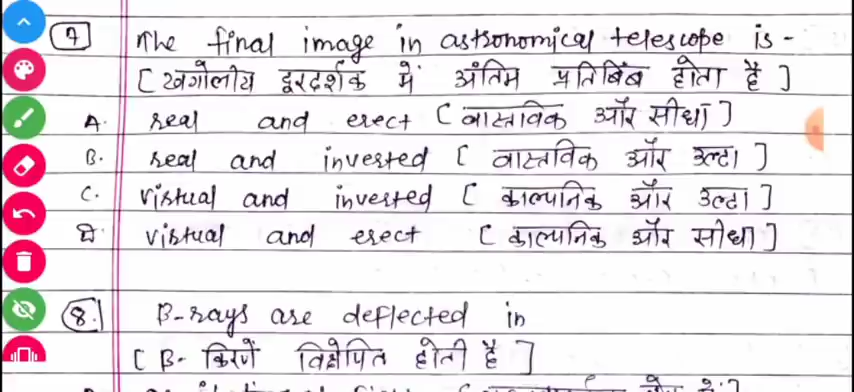 7 The final image in astronomical telescope is -
[खगोलीय दूरदर्शक में अंतिम प्रतिबिंब होता है ]
A. real and erect [ वास्तविक और सीधा ]
B. real and inverted [ वास्तविक और उल्टा ]
C. virtual and inverted [ काल्पनिक और उल्टा ]
D virtual and erect [ काल्पनिक और सीधा ]
8. B-rays are deflected in
[ B- किरणें विक्षेपित होती है ]